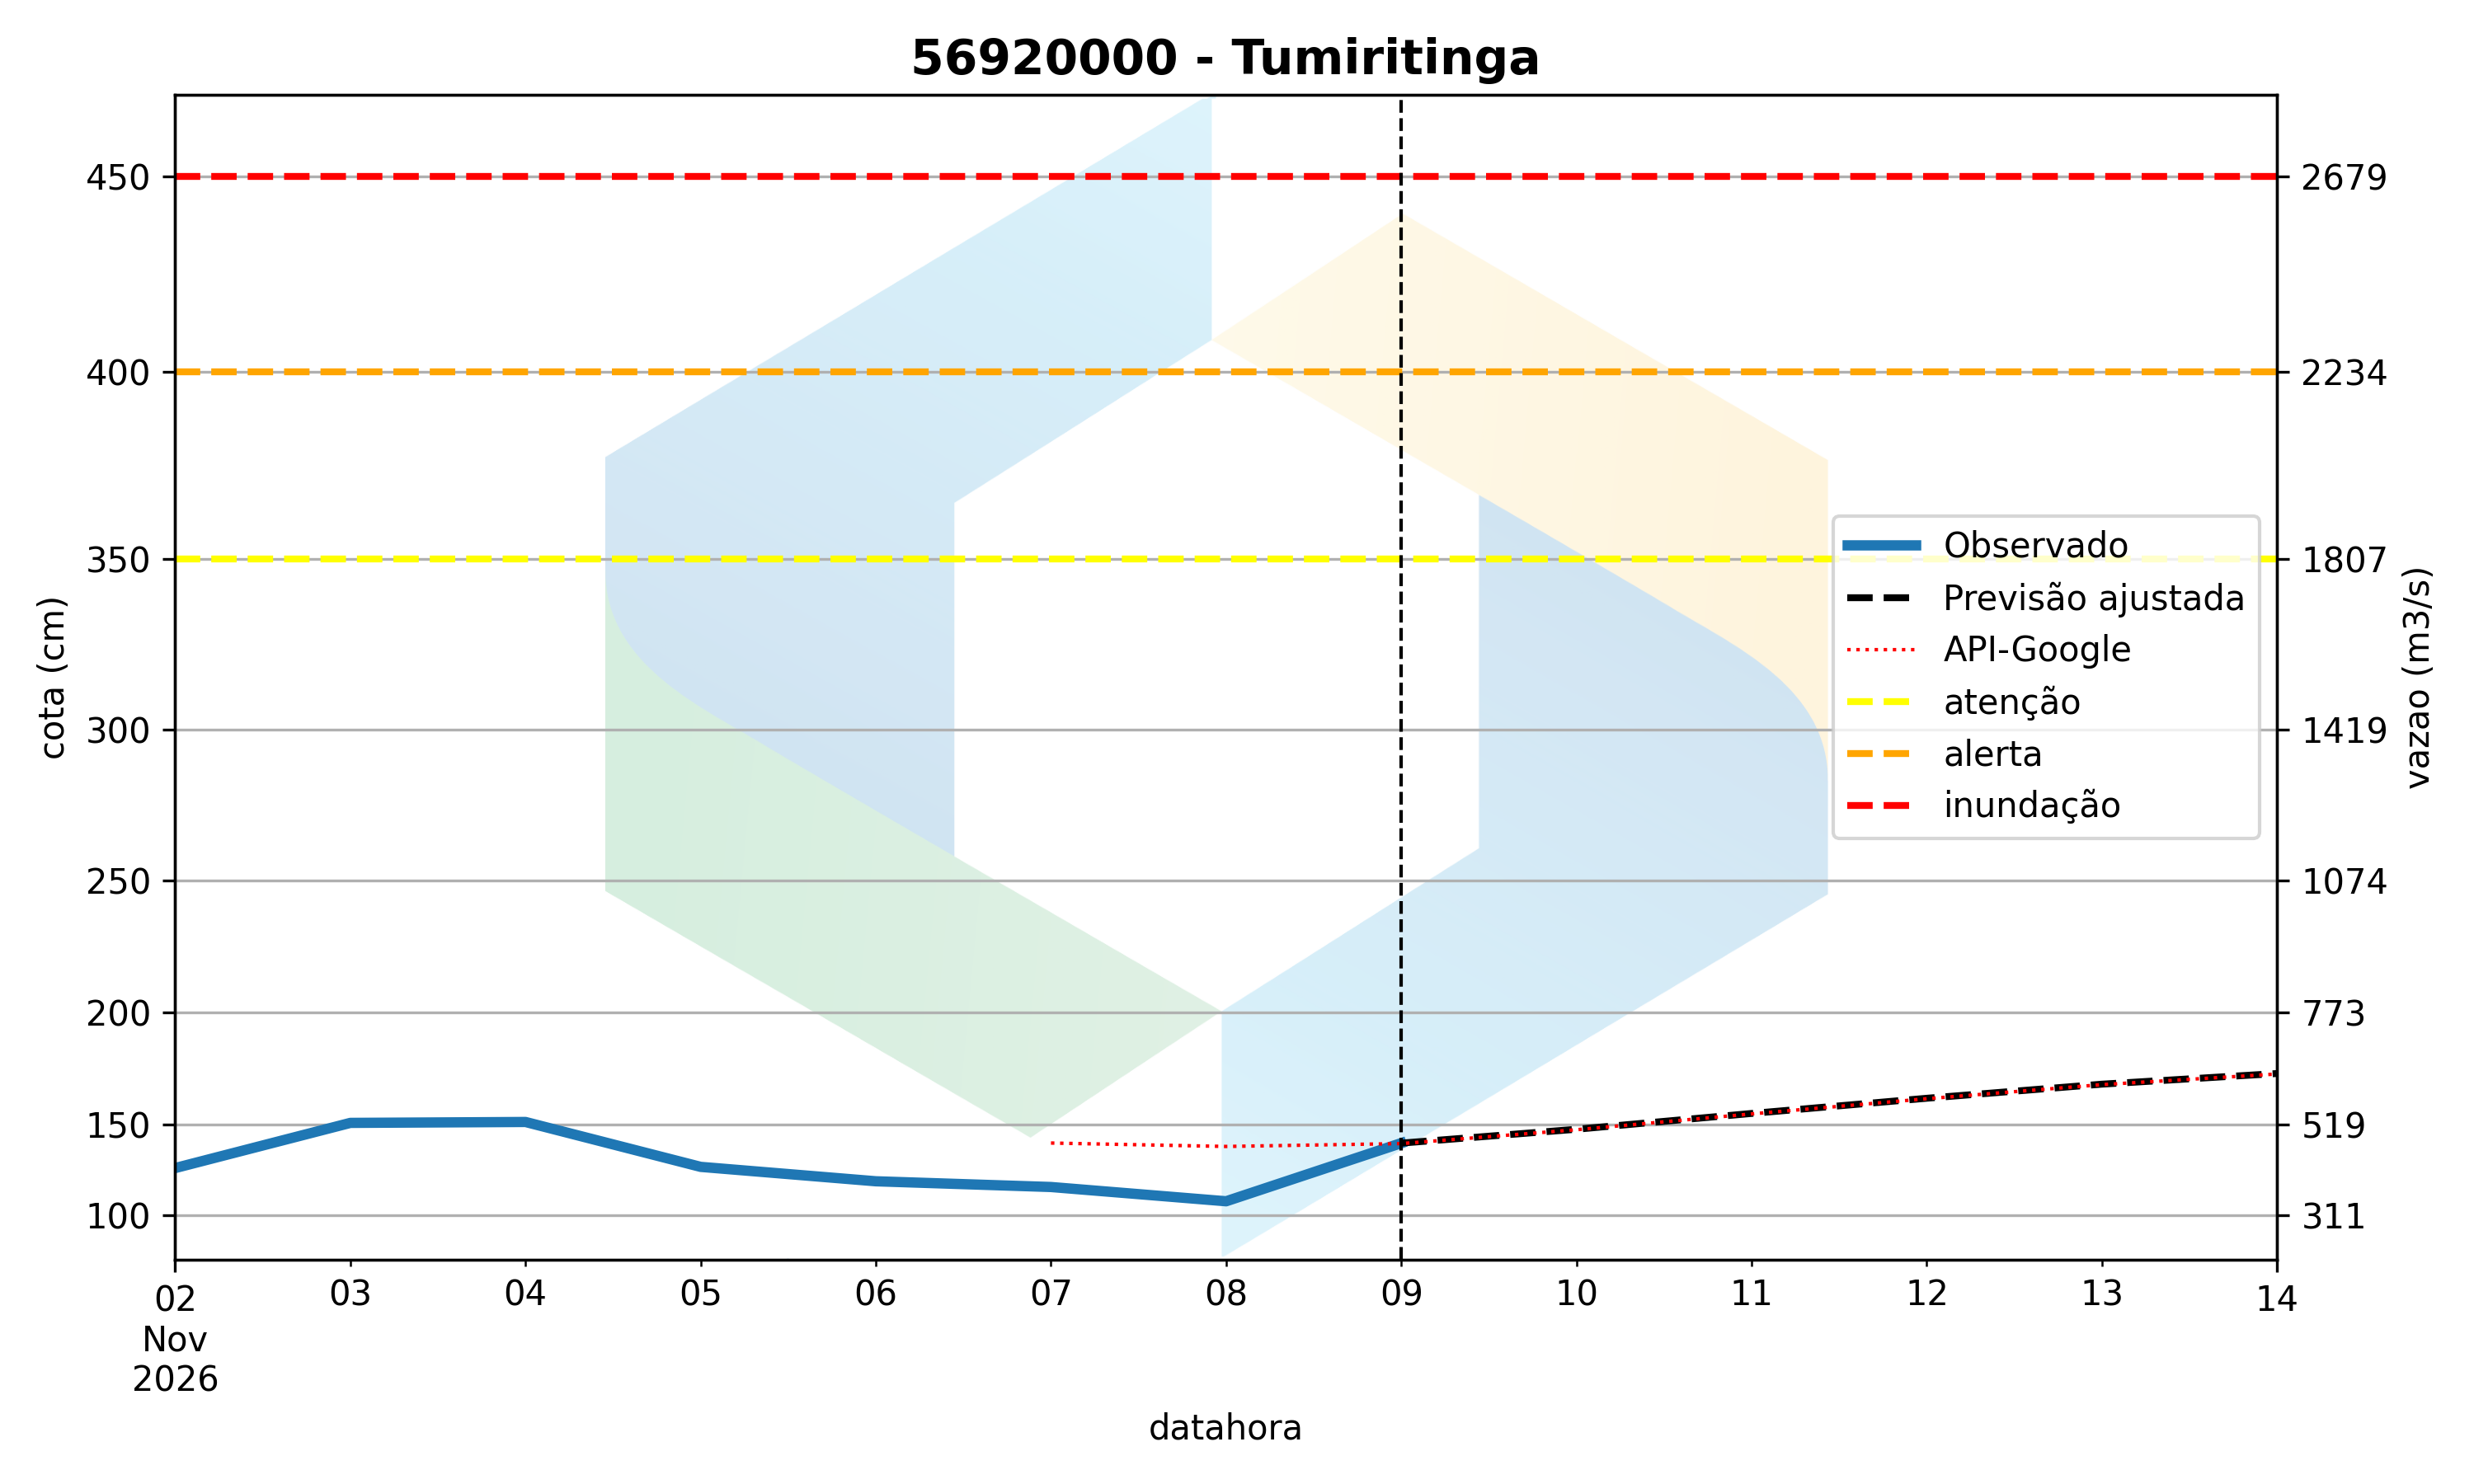 56920000 - Tumiritinga
cota (cm)
450
400
350
300
250
200
150
100
2679
2234
1807
1419
1074
773
519
311
vazao (m3/s)
Observado
Previsão ajustada
API-Google
atenção
alerta
inundação
02 03 04 05 06 07 08 09 10 11 12 13 14
Nov
2026
datahora